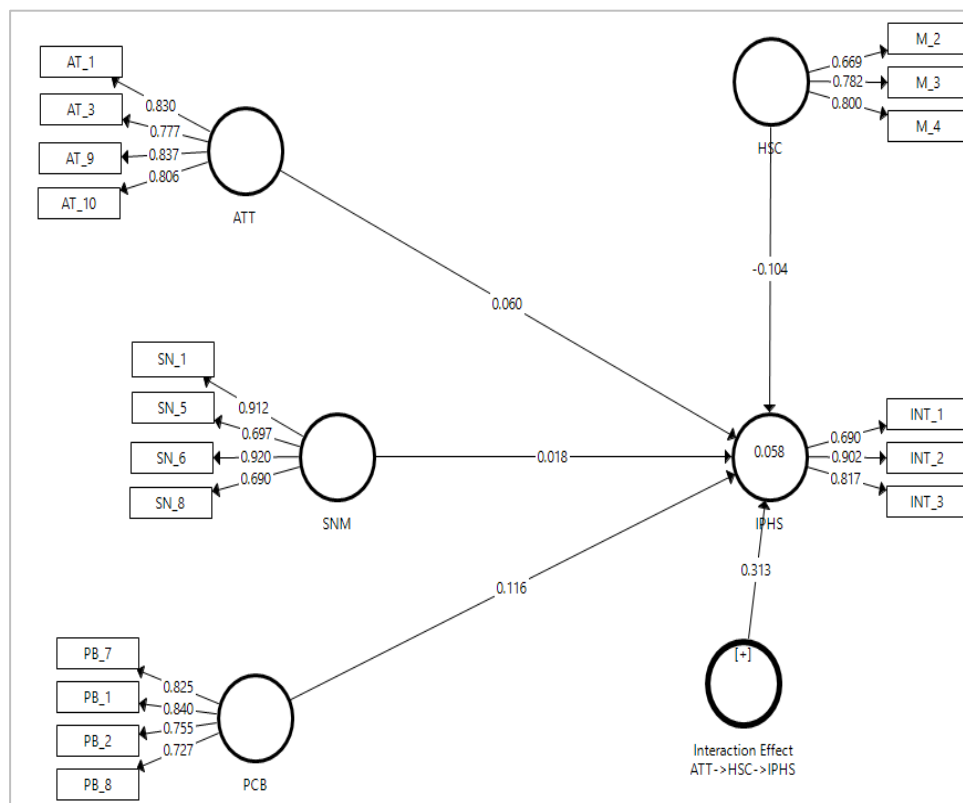 AT_1
AT_3
AT_9
AT_10
0.830
0.777
0.837
0.806
ATT
M_2
M_3
M_4
0.669
0.782
0.800
HSC
-0.104
0.060
SN_1
SN_5
SN_6
SN_8
0.912
0.697
0.920
0.690
SNM
0.018
0.058
IPHS
INT_1
INT_2
INT_3
0.690
0.902
0.817
0.116
0.313
PB_7
PB_1
PB_2
PB_8
0.825
0.840
0.755
0.727
PCB
[+]
Interaction Effect
ATT->HSC->IPHS